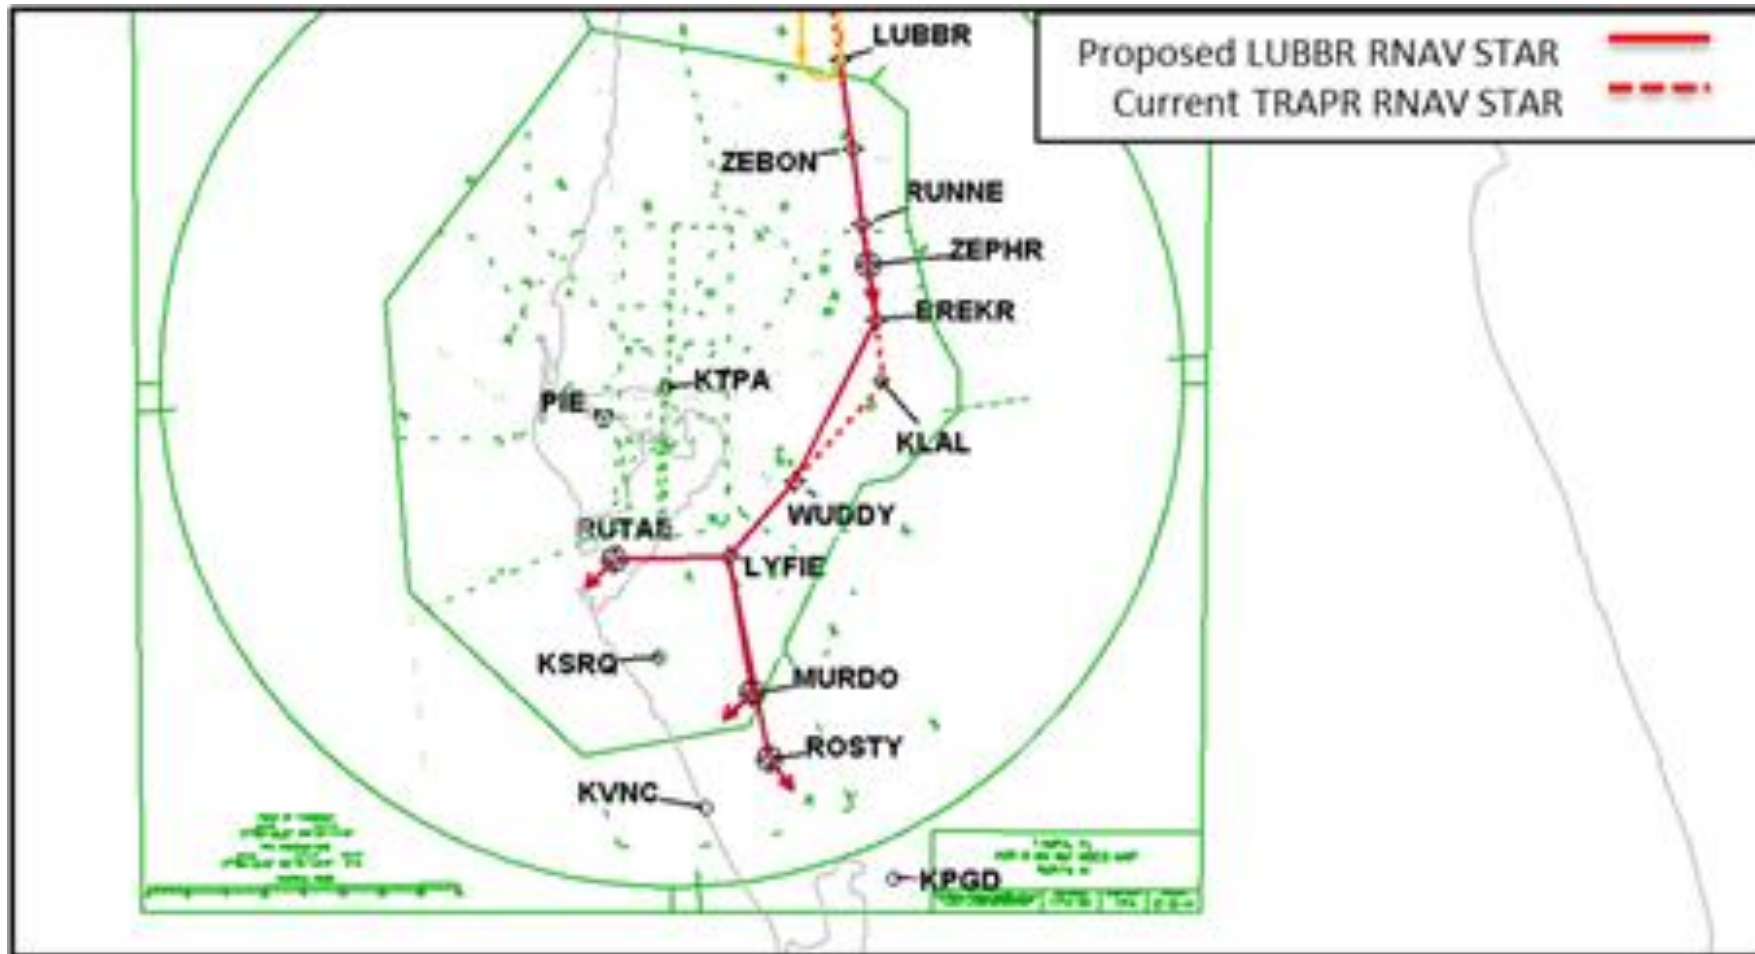 LUBBR
Proposed LUBBR RNAV STAR
Current TRAPR RNAV STAR
ZEBON
RUNNE
ZEPHR
BREKR
KTPA
PIE
KLAL
WUDDY
RUTAE
LYFIE
KSRQ
MURDO
ROSTY
KVNC
KPGD